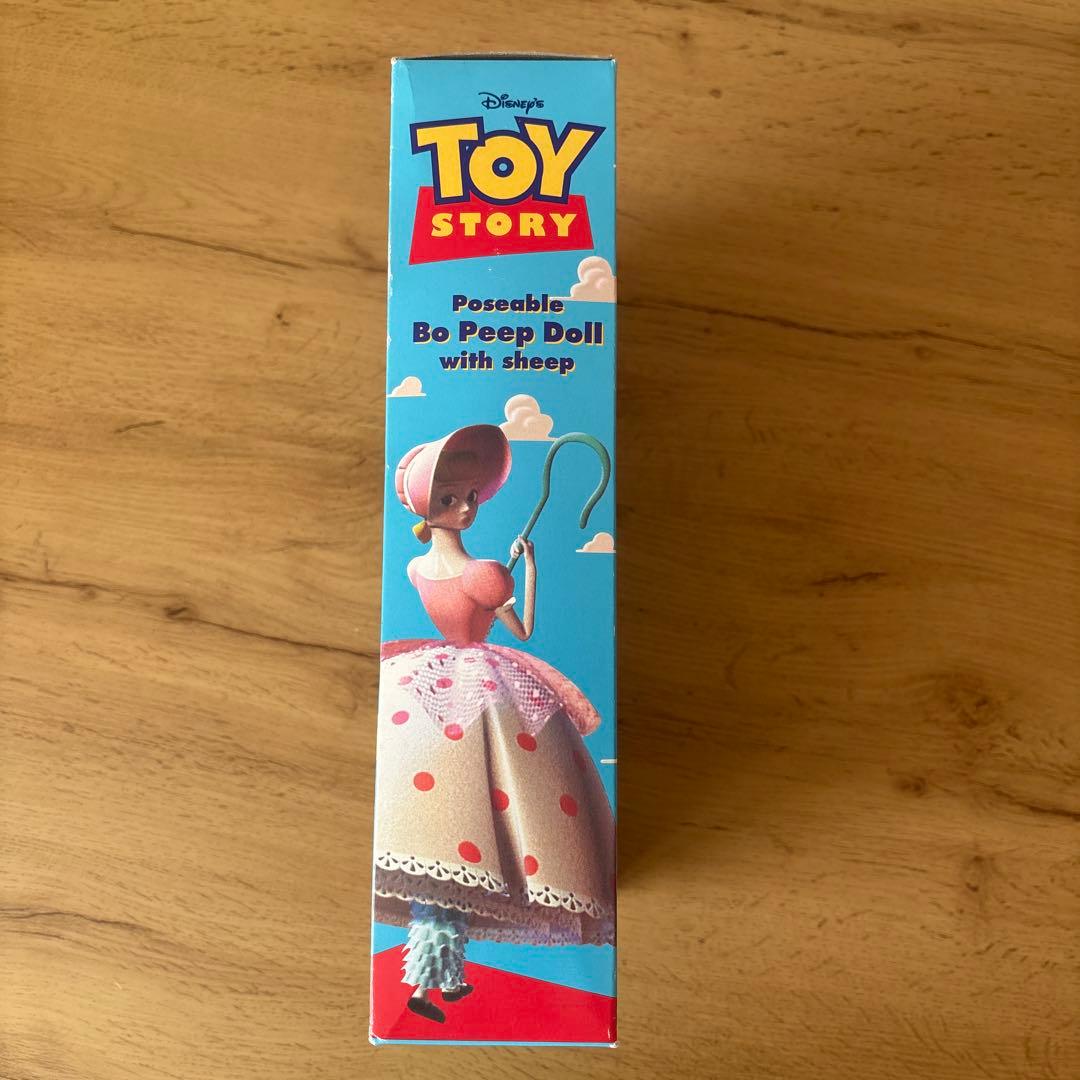 Disney's
TOY
STORY
Poseable
Bo Peep Doll
with sheep